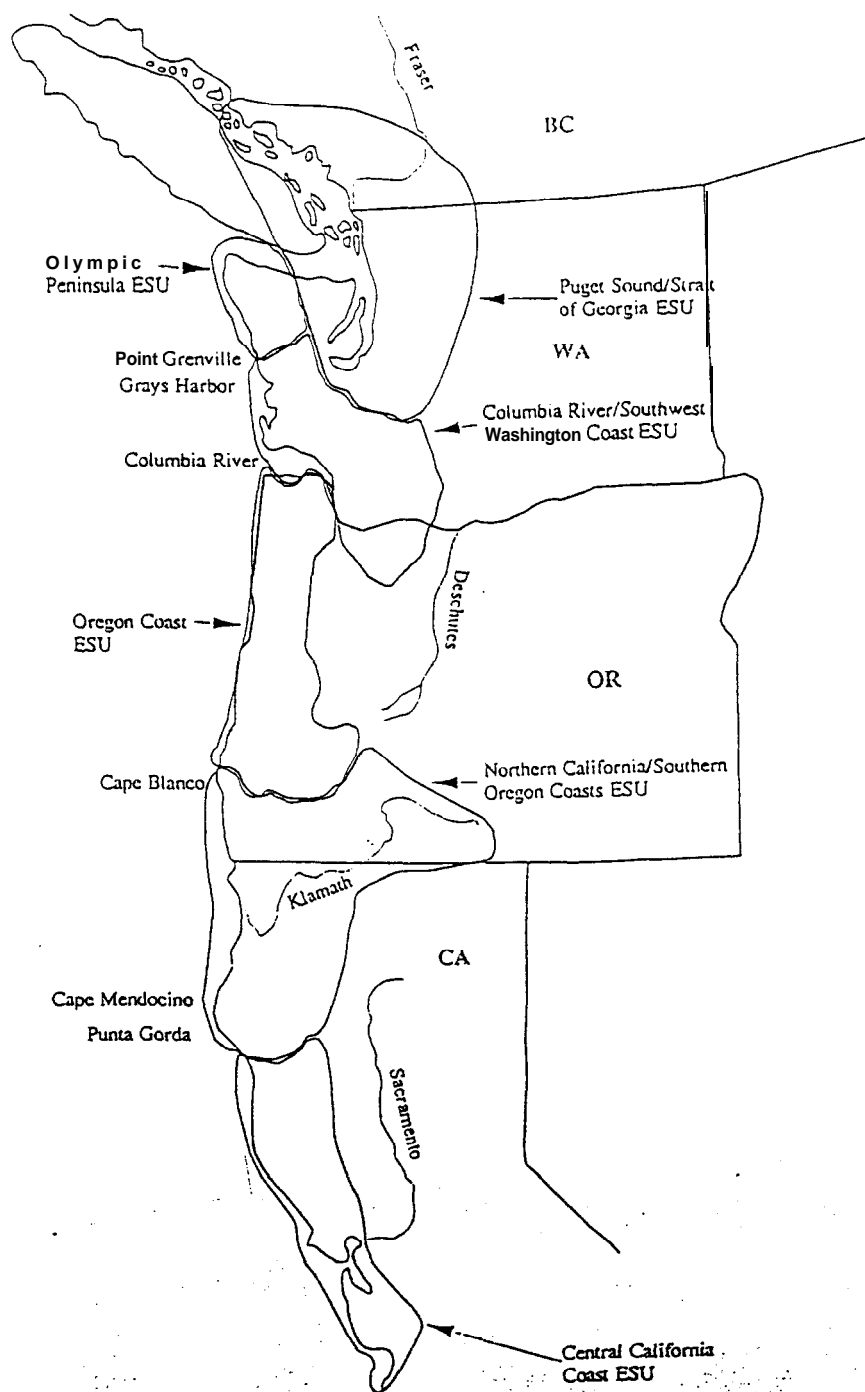 Fraser
BC
Olympic
Peninsula ESU
Puget Sound/Strait
of Georgia ESU
WA
Point Grenville
Grays Harbor
Columbia River/Southwest
Washington Coast ESU
Columbia River
Deschutes
Oregon Coast
ESU
OR
Cape Blanco
Northern California/Southern
Oregon Coasts ESU
Klamath
CA
Cape Mendocino
Punta Gorda
Sacramento
Central California
Coast ESU